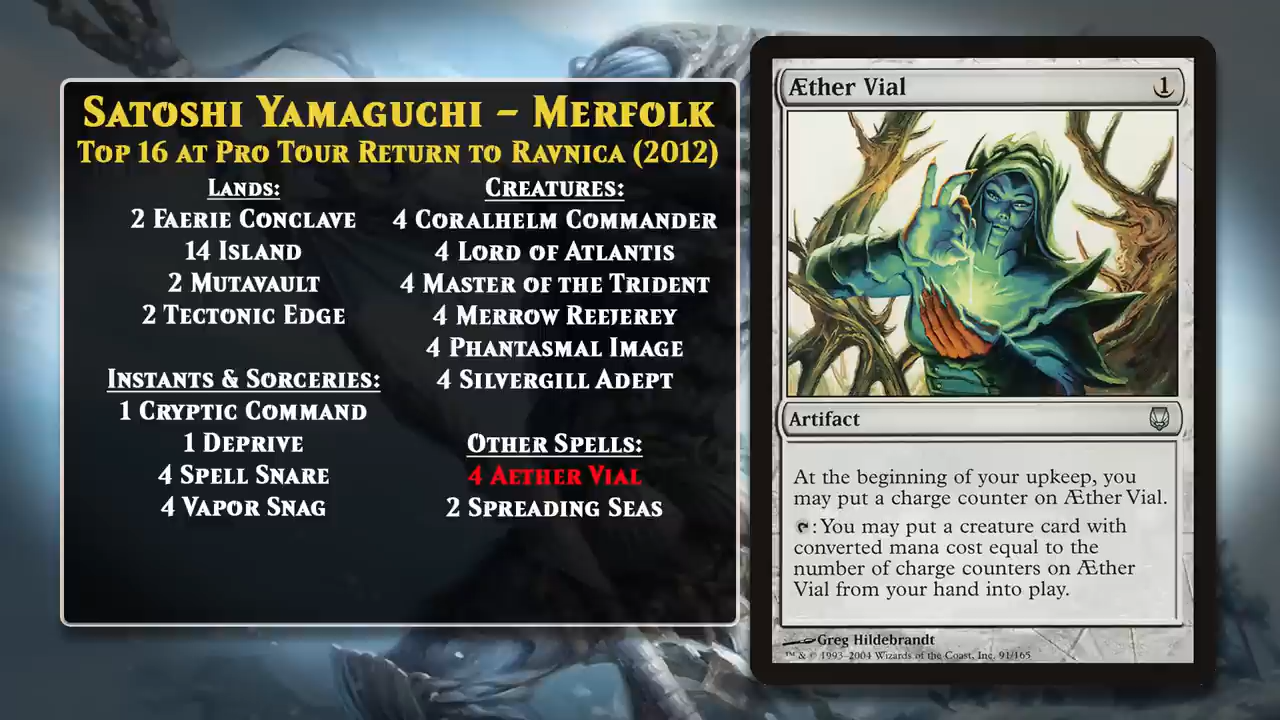 SATOSHI YAMAGUCHI – MERFOLK
TOP 16 AT PRO TOUR RETURN TO RAVNICA (2012)
LANDS:
2 FAERIE CONCLAVE
14 ISLAND
2 MUTAVAULT
2 TECTONIC EDGE
INSTANTS & SORCERIES:
1 CRYPTIC COMMAND
1 DEPRIVE
4 SPELL SNARE
4 VAPOR SNAG
CREATURES:
4 CORALHELM COMMANDER
4 LORD OF ATLANTIS
4 MASTER OF THE TRIDENT
4 MERROW REEJEREY
4 PHANTASMAL IMAGE
4 SILVERGILL ADEPT
OTHER SPELLS:
4 AETHER VIAL
2 SPREADING SEAS
Æther Vial 1
Artifact
At the beginning of your upkeep, you
may put a charge counter on Æther Vial.
: You may put a creature card with
converted mana cost equal to the
number of charge counters on Æther
Vial from your hand into play.
Greg Hildebrandt
™ & © 1993–2004 Wizards of the Coast, Inc. 91/165